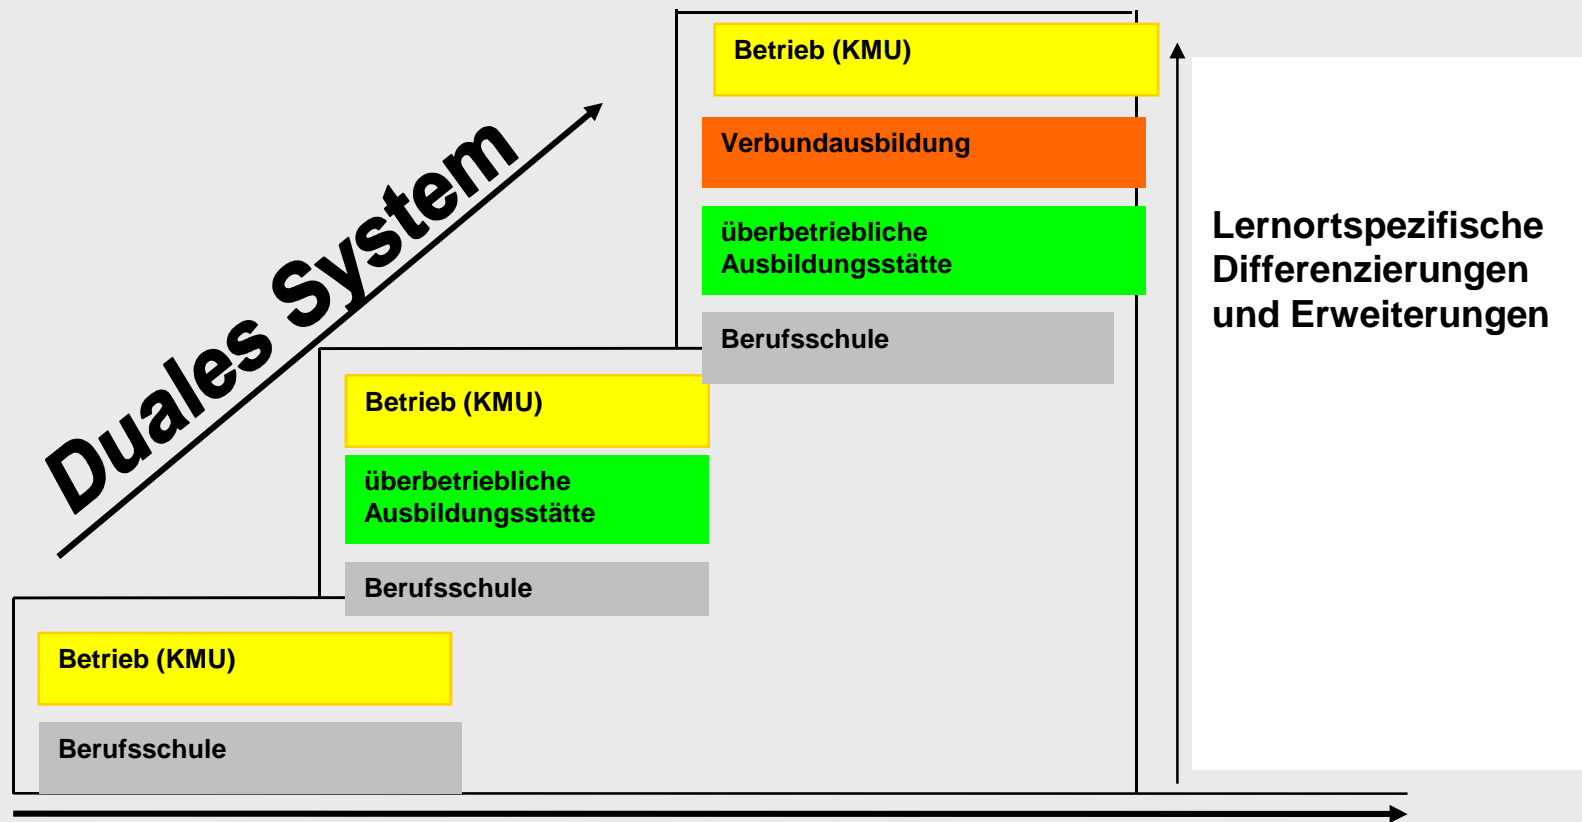 Betrieb (KMU)
Verbundausbildung
überbetriebliche
Ausbildungsstätte
Berufsschule
Lernortspezifische
Differenzierungen
und Erweiterungen
Duales System
Betrieb (KMU)
überbetriebliche
Ausbildungsstätte
Berufsschule
Betrieb (KMU)
Berufsschule